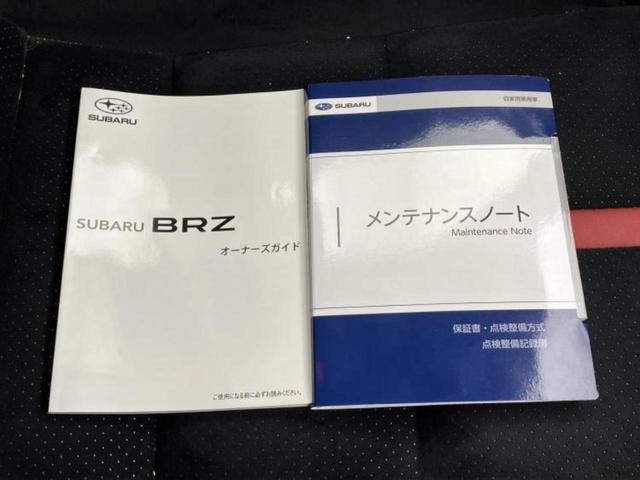 SUBARU
SUBARU BRZ
オーナーズガイド
ご使用になる前に必ずお読みください。
SUBARU
自家用乗用車
メンテナンスノート
Maintenance Note
保証書・点検整備方式
点検整備記録簿